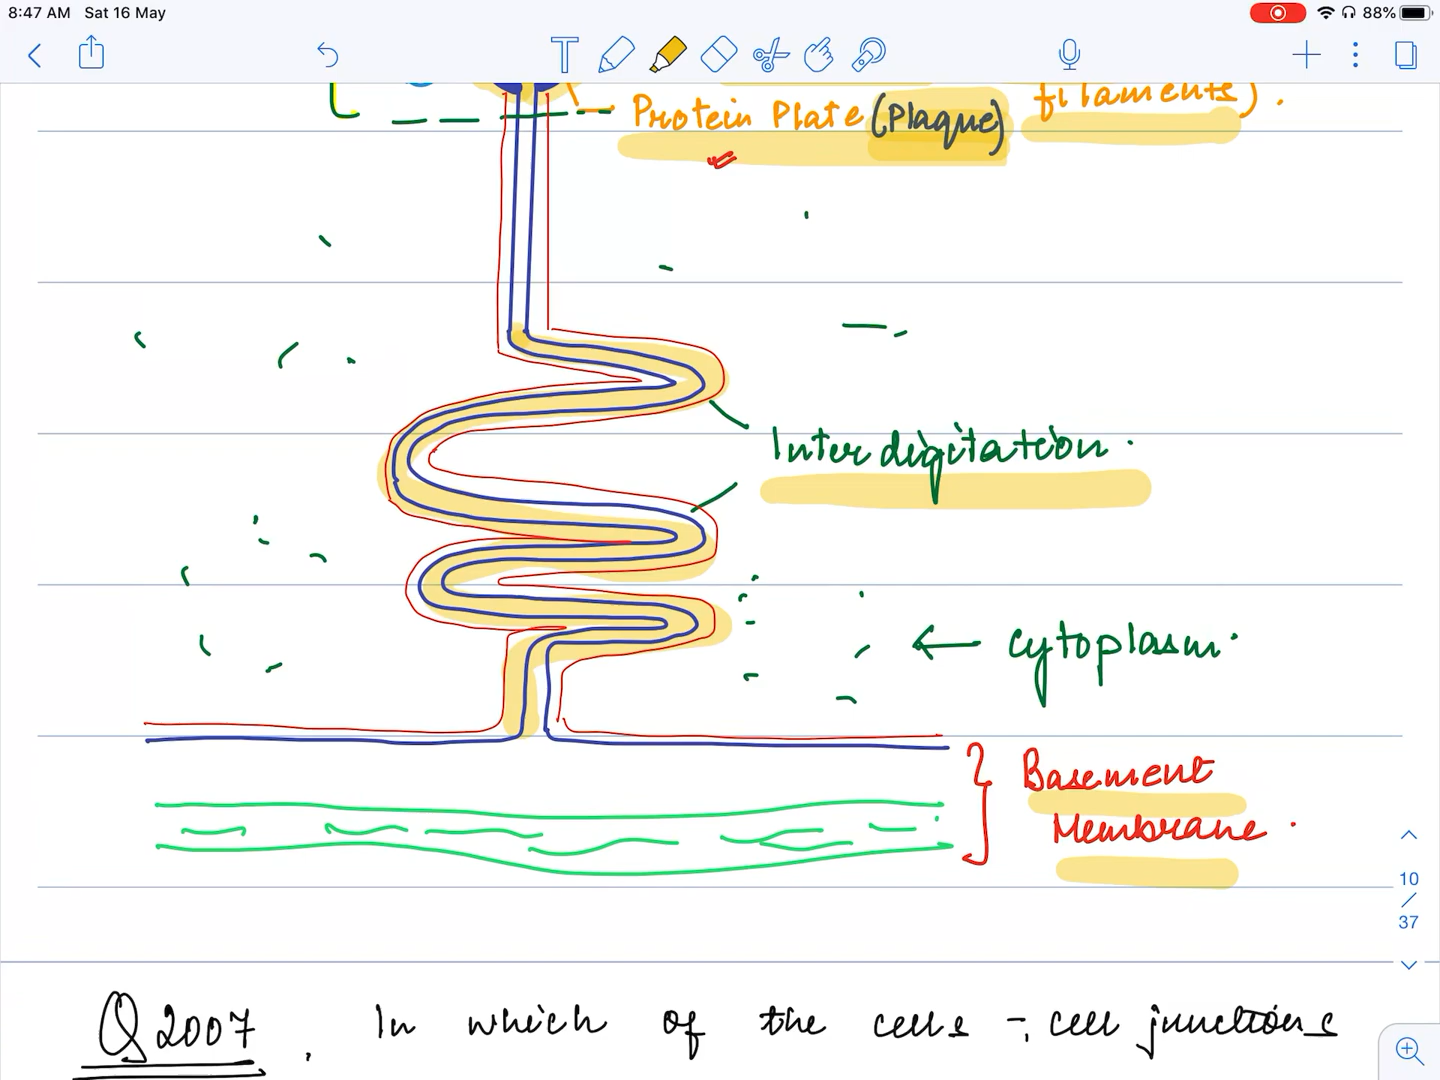 8:47 AM Sat 16 May 88%
filaments).
Protein Plate (Plaque)
Interdigitation.
← cytoplasm.
Basement
Membrane.
10
/
37
Q 2007. In which of the cells - cell junctions